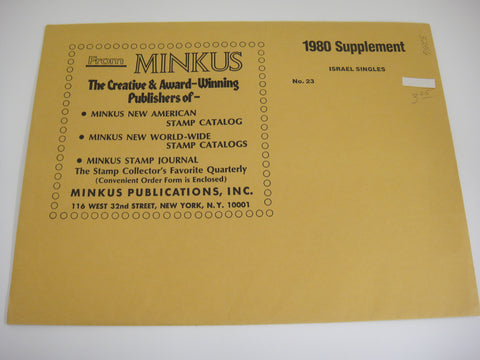 From MINKUS
The Creative & Award-Winning
Publishers of-
• MINKUS NEW AMERICAN
STAMP CATALOG
• MINKUS NEW WORLD-WIDE
STAMP CATALOGS
• MINKUS STAMP JOURNAL
The Stamp Collector's Favorite Quarterly
(Convenient Order Form is Enclosed)
MINKUS PUBLICATIONS, INC.
116 WEST 32nd STREET, NEW YORK, N.Y. 10001
1980 Supplement
ISRAEL SINGLES
No. 23